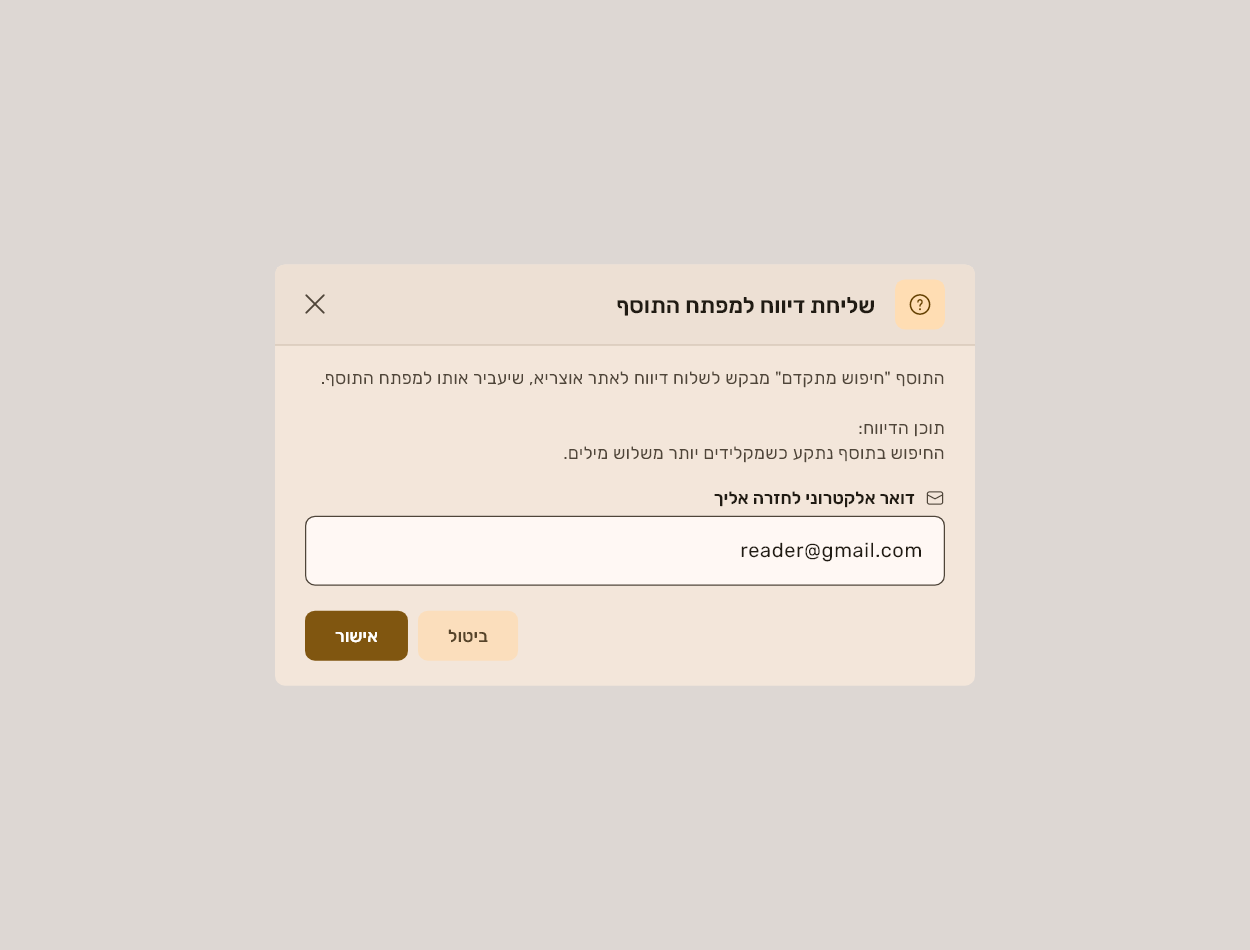 שליחת דיווח למפתח התוסף
התוסף "חיפוש מתקדם" מבקש לשלוח דיווח לאתר אוצריא, שיעביר אותו למפתח התוסף.
תוכן הדיווח:
החיפוש בתוסף נתקע כשמקלידים יותר משלוש מילים.
דואר אלקטרוני לחזרה אליך
reader@gmail.com
ביטול
אישור